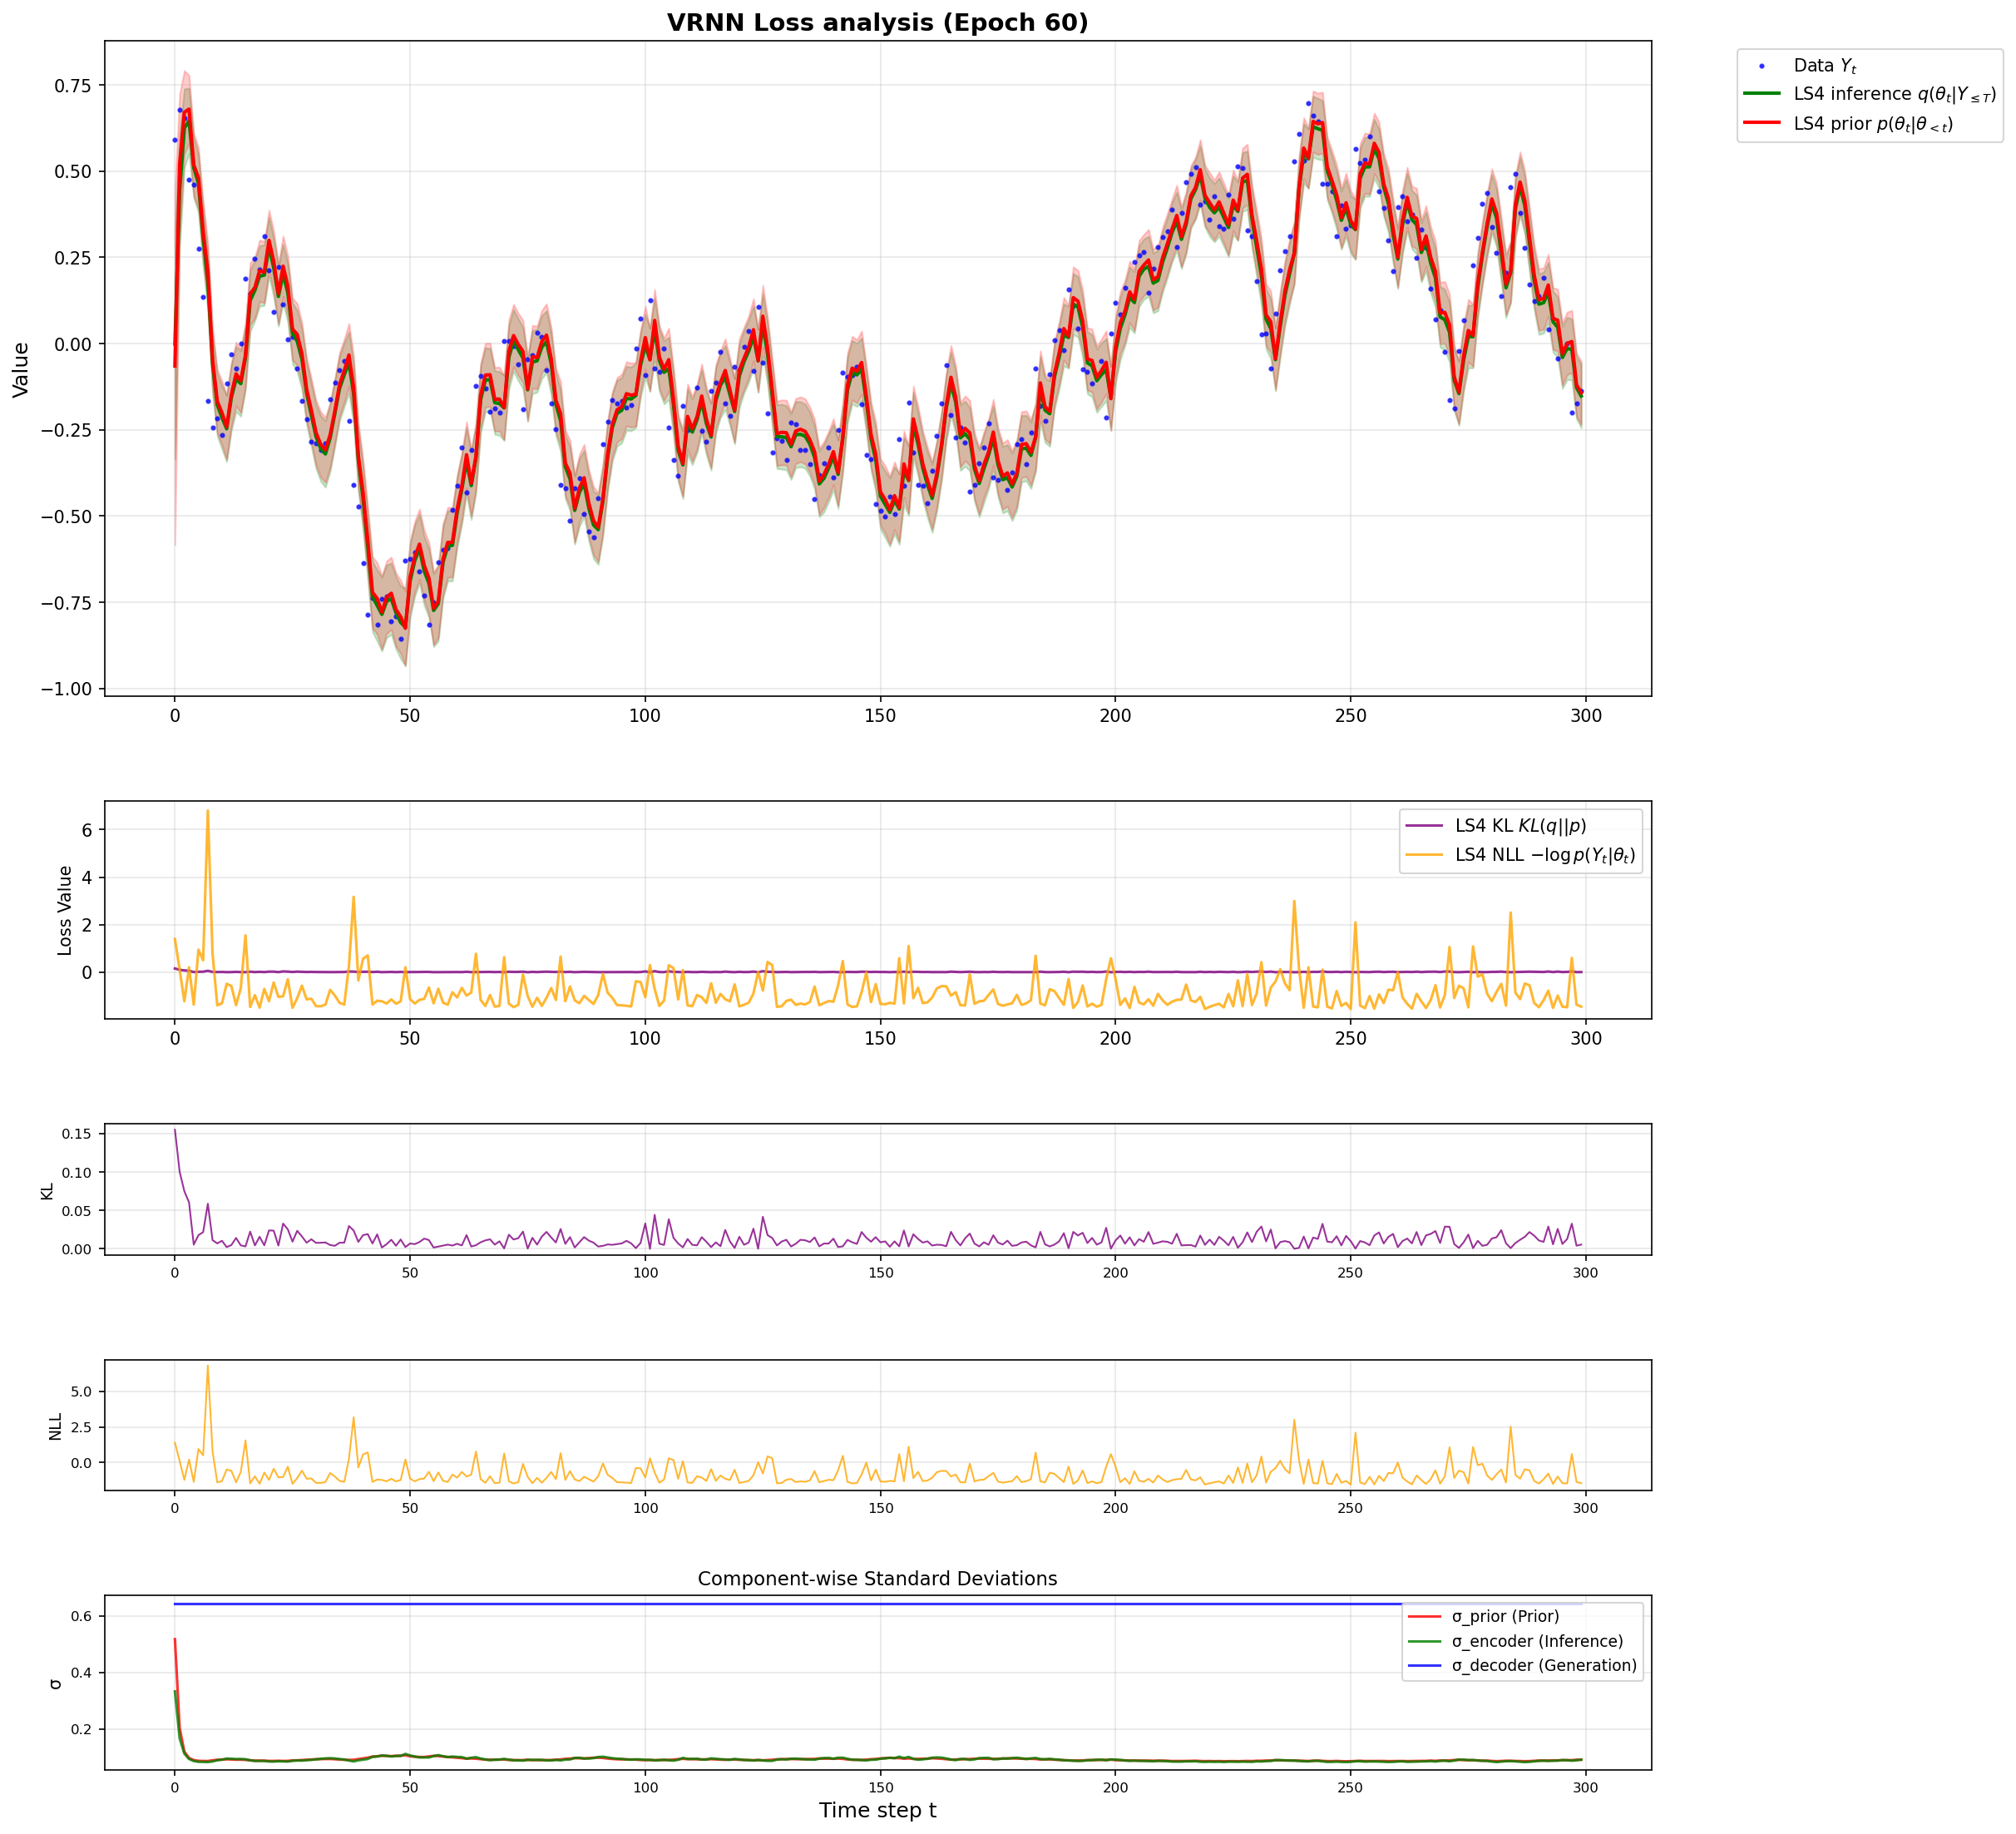 VRNN Loss analysis (Epoch 60)
Data Y_t
LS4 inference q(θ_t|Y_≤T)
LS4 prior p(θ_t|θ_<t)
Value
0.75
0.50
0.25
0.00
−0.25
−0.50
−0.75
−1.00
0 50 100 150 200 250 300
LS4 KL KL(q||p)
LS4 NLL −log p(Y_t|θ_t)
Loss Value
6
4
2
0
0 50 100 150 200 250 300
KL
0.15
0.10
0.05
0.00
0 50 100 150 200 250 300
NLL
5.0
2.5
0.0
0 50 100 150 200 250 300
Component-wise Standard Deviations
σ_prior (Prior)
σ_encoder (Inference)
σ_decoder (Generation)
σ
0.6
0.4
0.2
0 50 100 150 200 250 300
Time step t